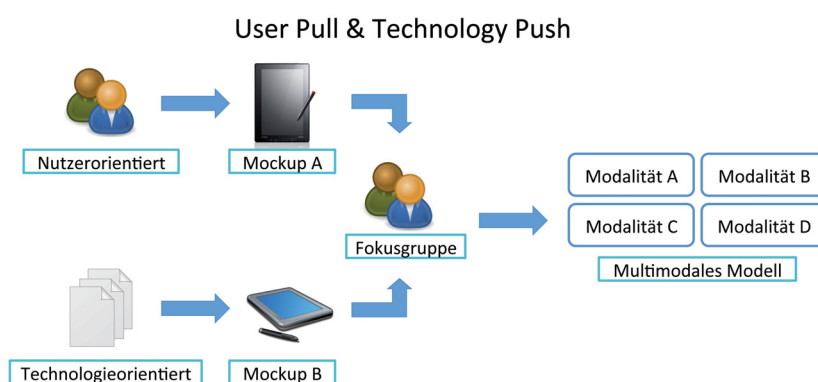 User Pull & Technology Push
Nutzerorientiert
Mockup A
Fokusgruppe
Modalität A
Modalität B
Modalität C
Modalität D
Multimodales Modell
Technologieorientiert
Mockup B